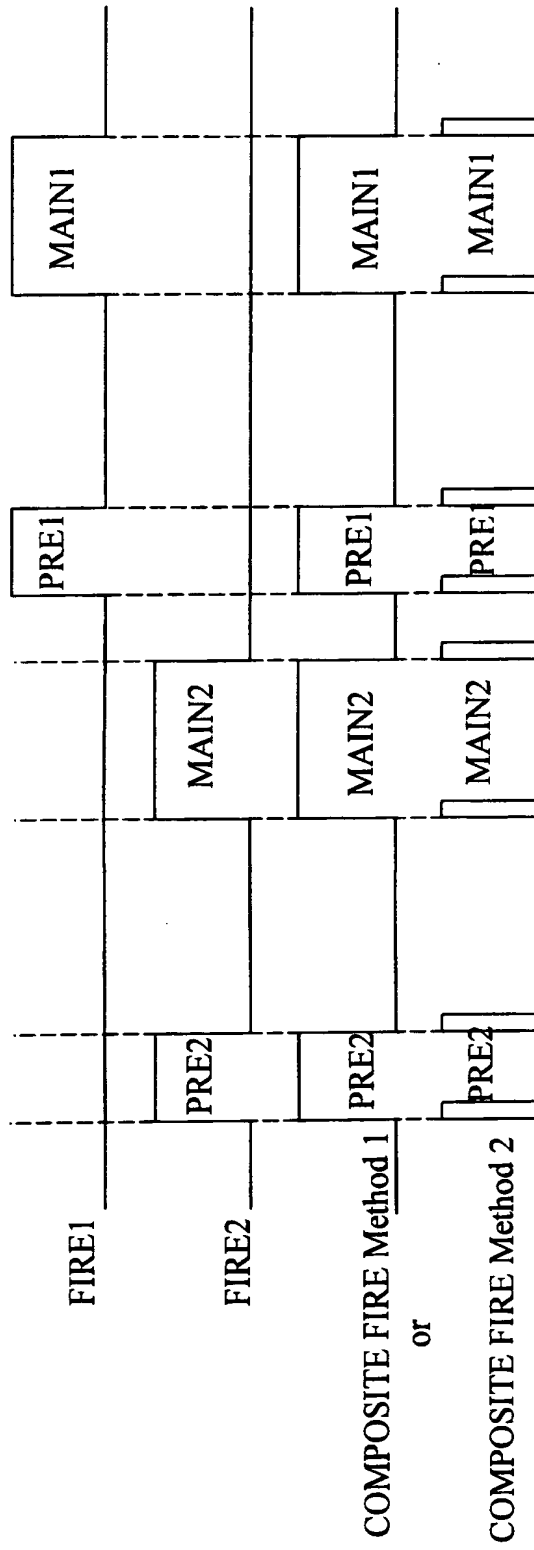 FIRE1
PRE1
MAIN1
FIRE2
PRE2
MAIN2
COMPOSITE FIRE Method 1
PRE2
MAIN2
PRE1
MAIN1
or
COMPOSITE FIRE Method 2
PRE2
MAIN2
PRE1
MAIN1